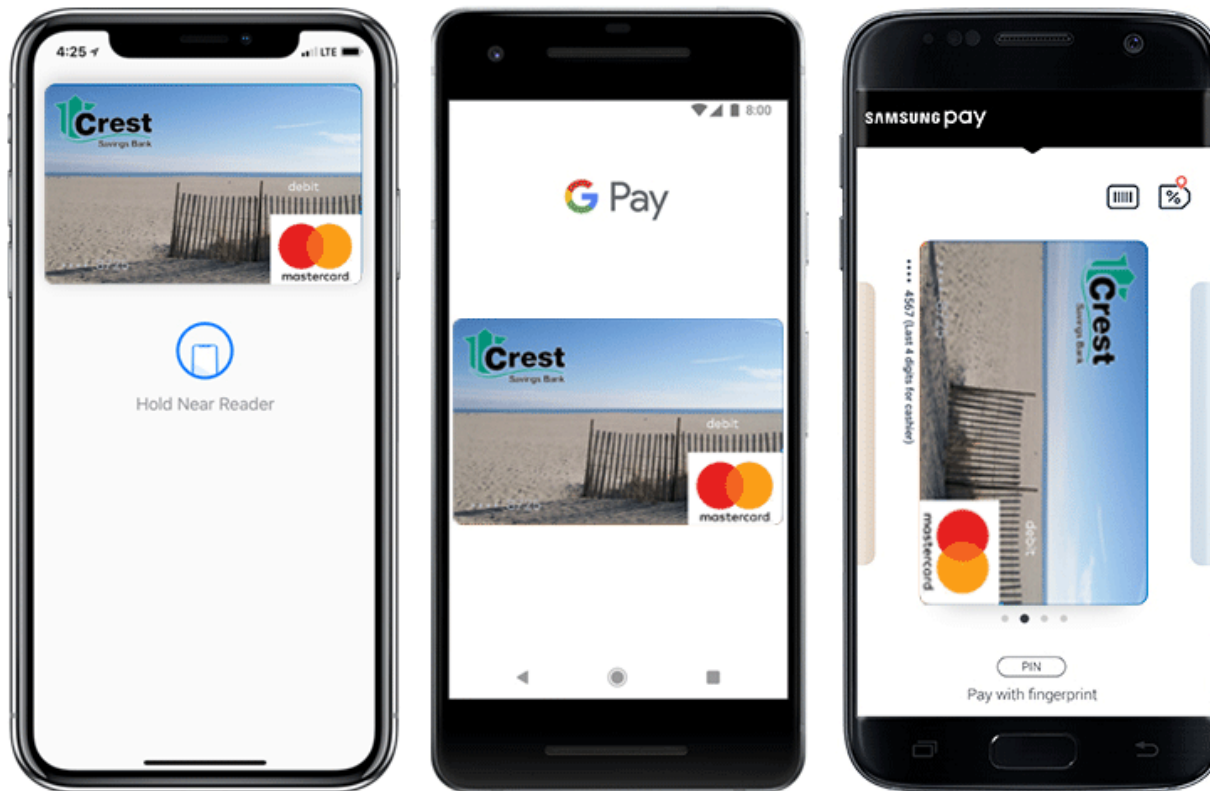 4:25
LTE
Crest
Savings Bank
debit
mastercard
Hold Near Reader
8:00
G Pay
Crest
Savings Bank
debit
mastercard
SAMSUNG pay
%
Crest
Savings Bank
debit
mastercard
•••• 4567 (Last 4 digits for cashier)
PIN
Pay with fingerprint